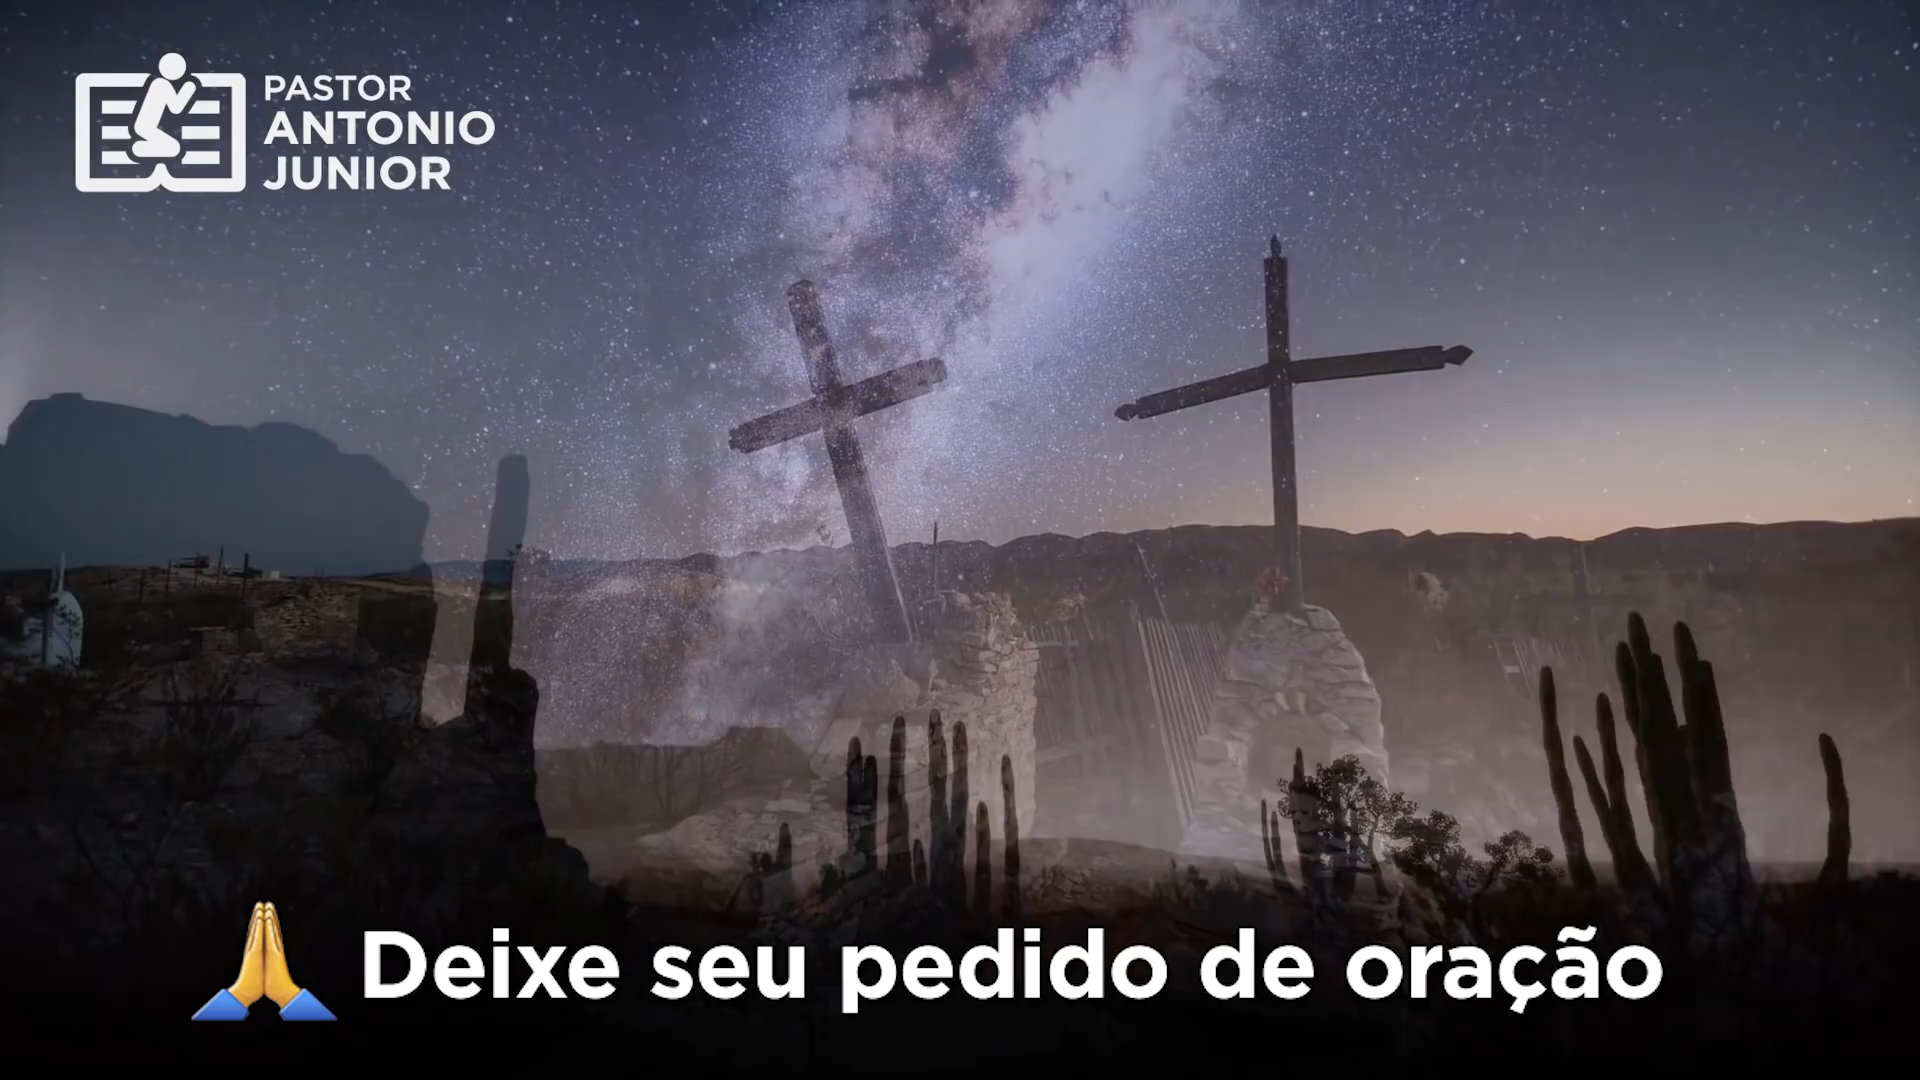 PASTOR
ANTONIO
JUNIOR
🙏 Deixe seu pedido de oração